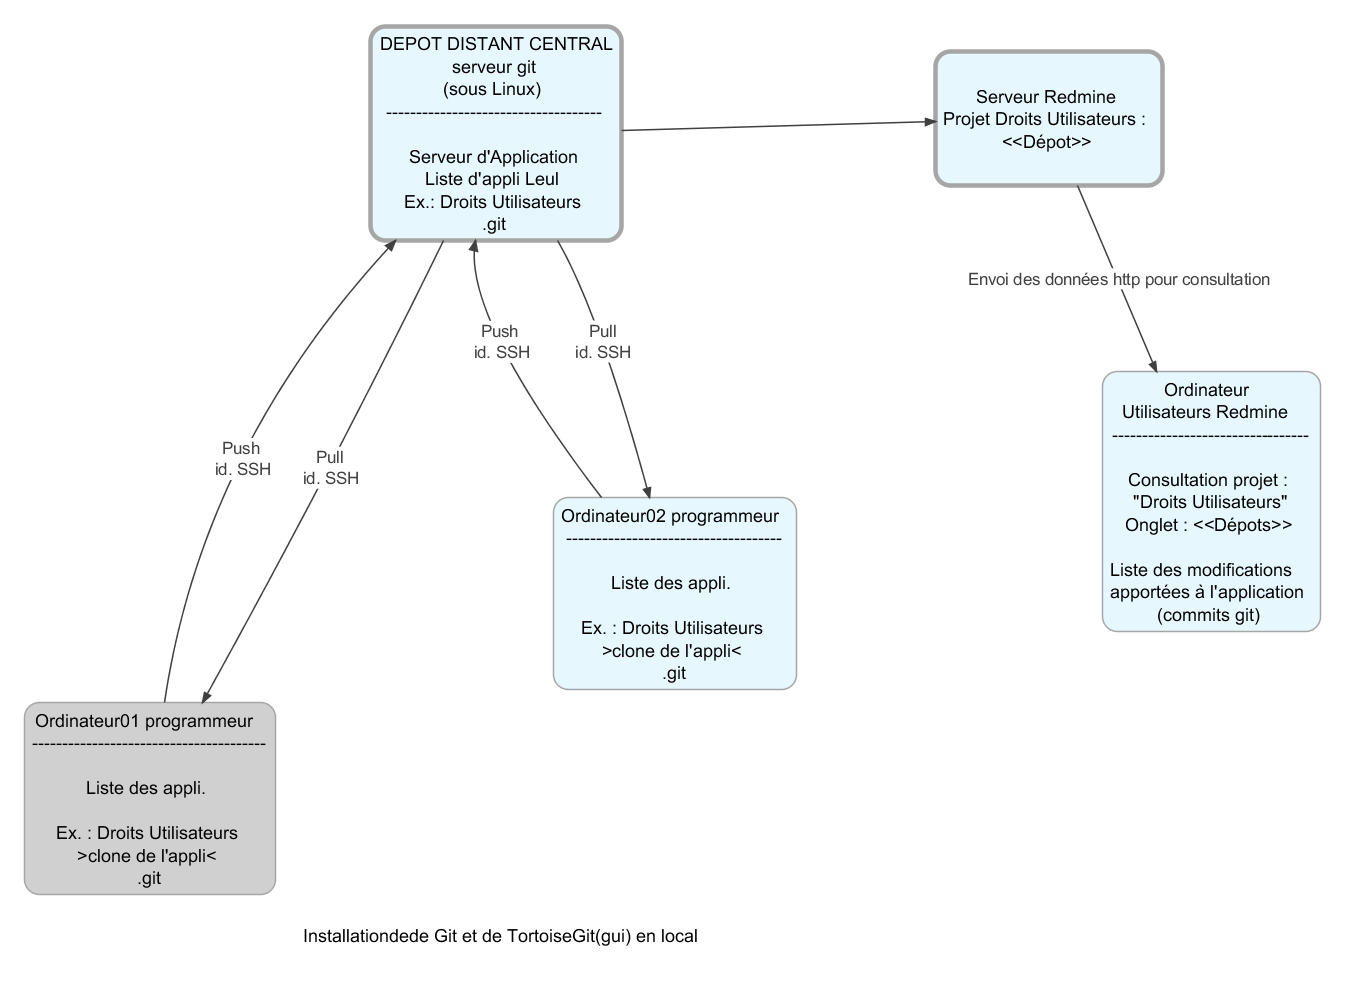 DEPOT DISTANT CENTRAL
serveur git
(sous Linux)
------------------------------------
Serveur d'Application
Liste d'appli Leul
Ex.: Droits Utilisateurs
.git
Serveur Redmine
Projet Droits Utilisateurs :
<<Dépot>>
Envoi des données http pour consultation
Push
id. SSH
Pull
id. SSH
Push
id. SSH
Pull
id. SSH
Ordinateur
Utilisateurs Redmine
---------------------------------
Consultation projet :
"Droits Utilisateurs"
Onglet : <<Dépots>>
Liste des modifications
apportées à l'application
(commits git)
Ordinateur02 programmeur
------------------------------------
Liste des appli.
Ex. : Droits Utilisateurs
>clone de l'appli<
.git
Ordinateur01 programmeur
---------------------------------------
Liste des appli.
Ex. : Droits Utilisateurs
>clone de l'appli<
.git
Installationdede Git et de TortoiseGit(gui) en local